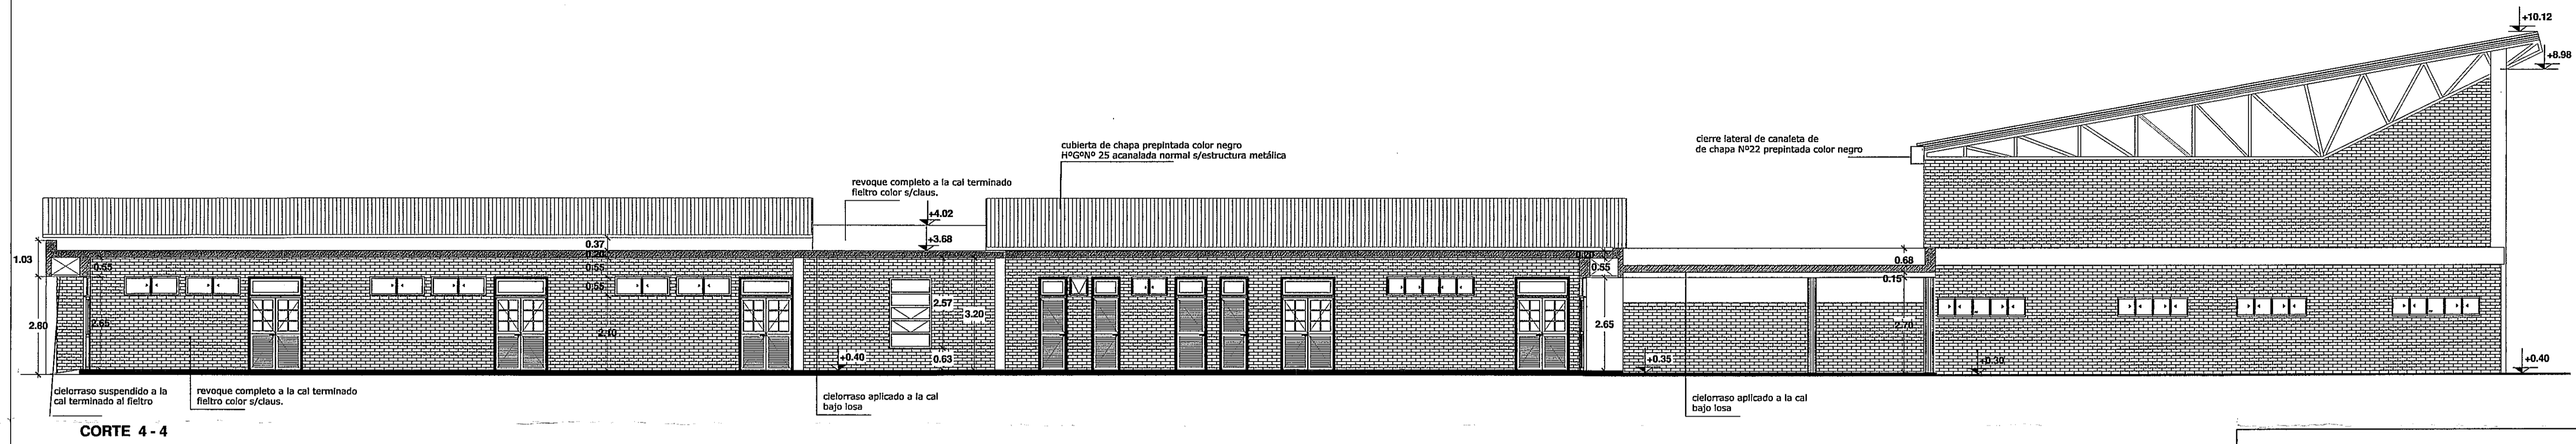 +10.12
+8.98
cubierta de chapa prepintada color negro
HºGºNº 25 acanalada normal s/estructura metálica
cierre lateral de canaleta de
de chapa Nº22 prepintada color negro
revoque completo a la cal terminado
fieltro color s/claus.
+4.02
+3.68
1.03
0.55
0.37
0.20
0.55
0.55
0.20
0.55
0.68
0.15
2.80
2.65
2.10
2.57
3.20
0.63
+0.40
2.65
+0.35
2.70
+0.30
+0.40
cielorraso suspendido a la
cal terminado al fieltro
revoque completo a la cal terminado
fieltro color s/claus.
cielorraso aplicado a la cal
bajo losa
cielorraso aplicado a la cal
bajo losa
CORTE 4 - 4